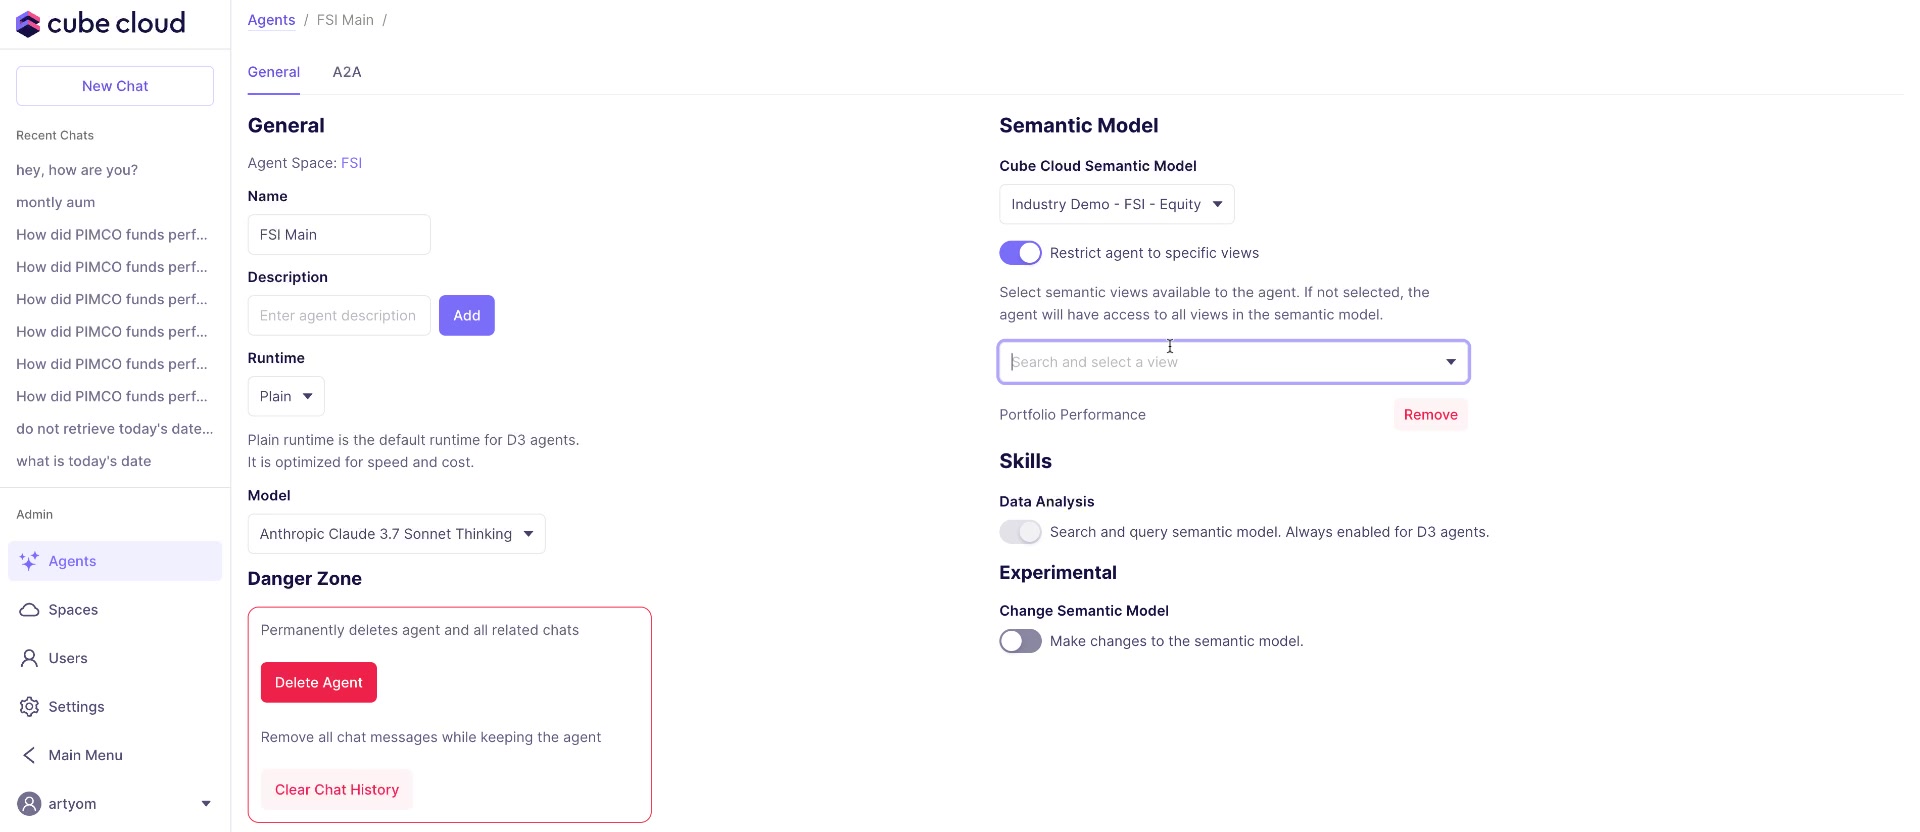 cube cloud
New Chat
Recent Chats
hey, how are you?
montly aum
How did PIMCO funds perf...
How did PIMCO funds perf...
How did PIMCO funds perf...
How did PIMCO funds perf...
How did PIMCO funds perf...
How did PIMCO funds perf...
do not retrieve today's date...
what is today's date
Admin
Agents
Spaces
Users
Settings
Main Menu
artyom
Agents / FSI Main /
General A2A
General
Agent Space: FSI
Name
FSI Main
Description
Enter agent description Add
Runtime
Plain
Plain runtime is the default runtime for D3 agents.
It is optimized for speed and cost.
Model
Anthropic Claude 3.7 Sonnet Thinking
Danger Zone
Permanently deletes agent and all related chats
Delete Agent
Remove all chat messages while keeping the agent
Clear Chat History
Semantic Model
Cube Cloud Semantic Model
Industry Demo - FSI - Equity
Restrict agent to specific views
Select semantic views available to the agent. If not selected, the
agent will have access to all views in the semantic model.
Search and select a view
Portfolio Performance Remove
Skills
Data Analysis
Search and query semantic model. Always enabled for D3 agents.
Experimental
Change Semantic Model
Make changes to the semantic model.